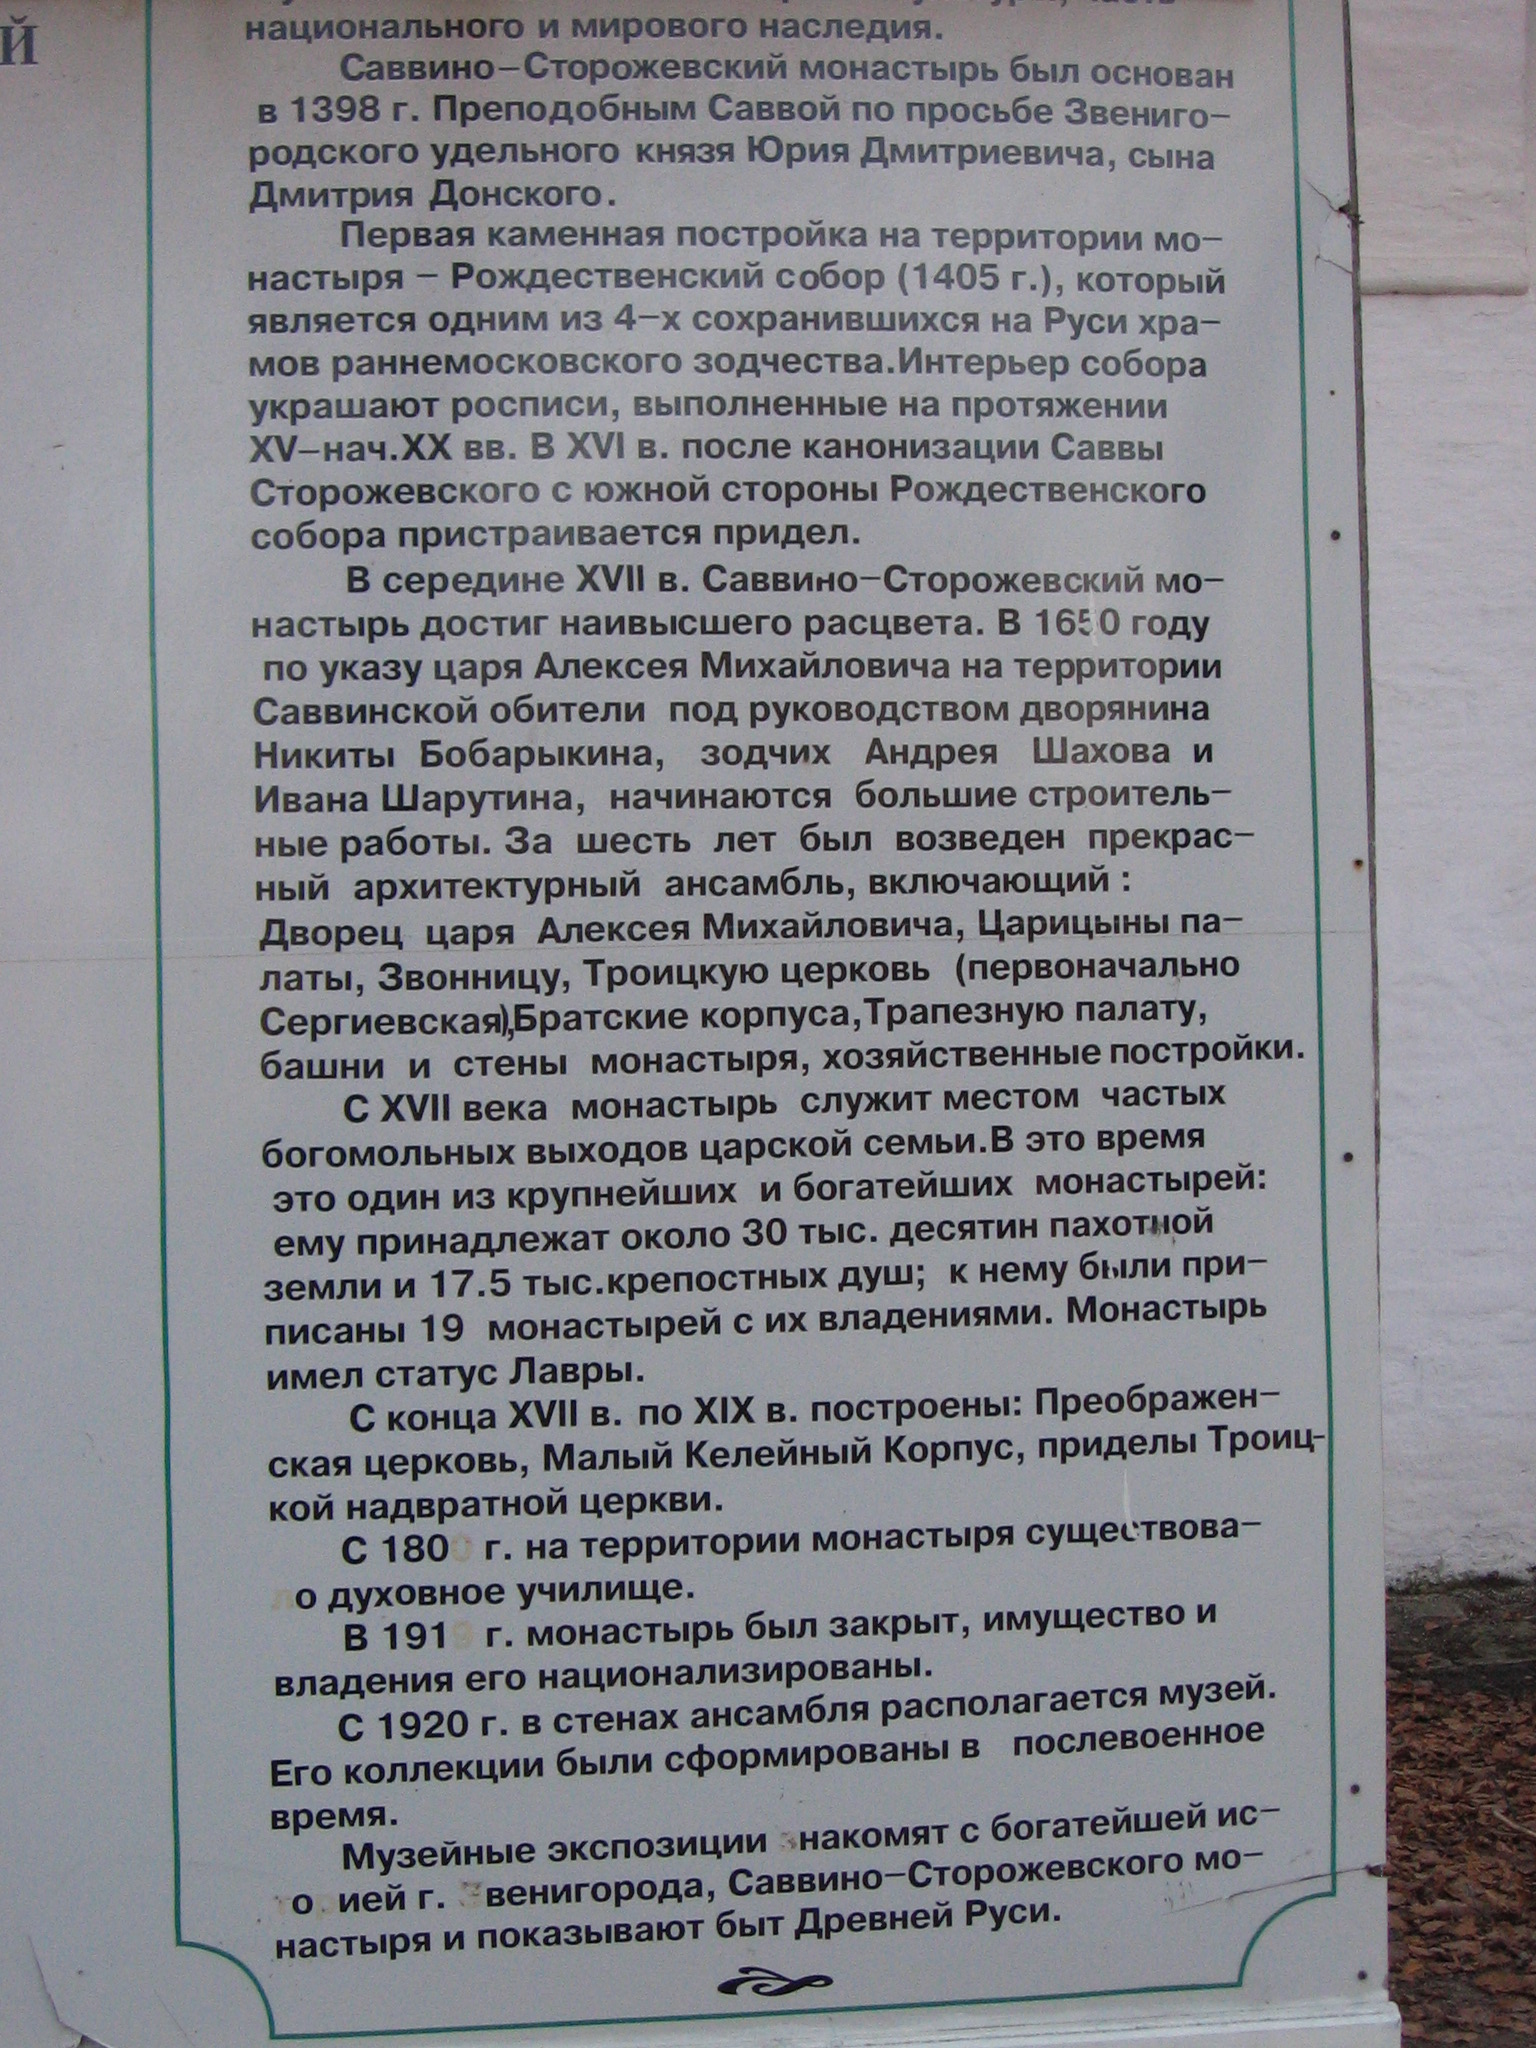 Й
национального и мирового наследия.
Саввино-Сторожевский монастырь был основан
в 1398 г. Преподобным Саввой по просьбе Звениго-
родского удельного князя Юрия Дмитриевича, сына
Дмитрия Донского.
Первая каменная постройка на территории мо-
настыря - Рождественский собор (1405 г.), который
является одним из 4-х сохранившихся на Руси хра-
мов раннемосковского зодчества.Интерьер собора
украшают росписи, выполненные на протяжении
XV-нач.XX вв. В XVI в. после канонизации Саввы
Сторожевского с южной стороны Рождественского
собора пристраивается придел.
В середине XVII в. Саввино-Сторожевский мо-
настырь достиг наивысшего расцвета. В 1650 году
по указу царя Алексея Михайловича на территории
Саввинской обители под руководством дворянина
Никиты Бобарыкина, зодчих Андрея Шахова и
Ивана Шарутина, начинаются большие строитель-
ные работы. За шесть лет был возведен прекрас-
ный архитектурный ансамбль, включающий :
Дворец царя Алексея Михайловича, Царицыны па-
латы, Звонницу, Троицкую церковь (первоначально
Сергиевская),Братские корпуса,Трапезную палату,
башни и стены монастыря, хозяйственные постройки.
С XVII века монастырь служит местом частых
богомольных выходов царской семьи.В это время
это один из крупнейших и богатейших монастырей:
ему принадлежат около 30 тыс. десятин пахотной
земли и 17.5 тыс.крепостных душ; к нему были при-
писаны 19 монастырей с их владениями. Монастырь
имел статус Лавры.
С конца XVII в. по XIX в. построены: Преображен-
ская церковь, Малый Келейный Корпус, приделы Троиц-
кой надвратной церкви.
С 1800 г. на территории монастыря существова-
ло духовное училище.
В 1919 г. монастырь был закрыт, имущество и
владения его национализированы.
С 1920 г. в стенах ансамбля располагается музей.
Его коллекции были сформированы в послевоенное
время.
Музейные экспозиции знакомят с богатейшей ис-
торией г. Звенигорода, Саввино-Сторожевского мо-
настыря и показывают быт Древней Руси.